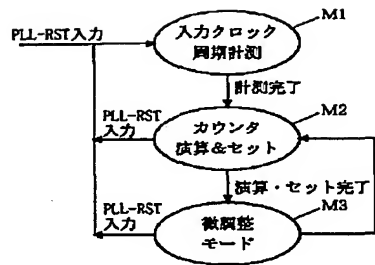 PLL-RST入力
入力クロック
周期計測
M1
計測完了
PLL-RST
入力
カウンタ
演算&セット
M2
演算・セット完了
PLL-RST
入力
微調整
モード
M3